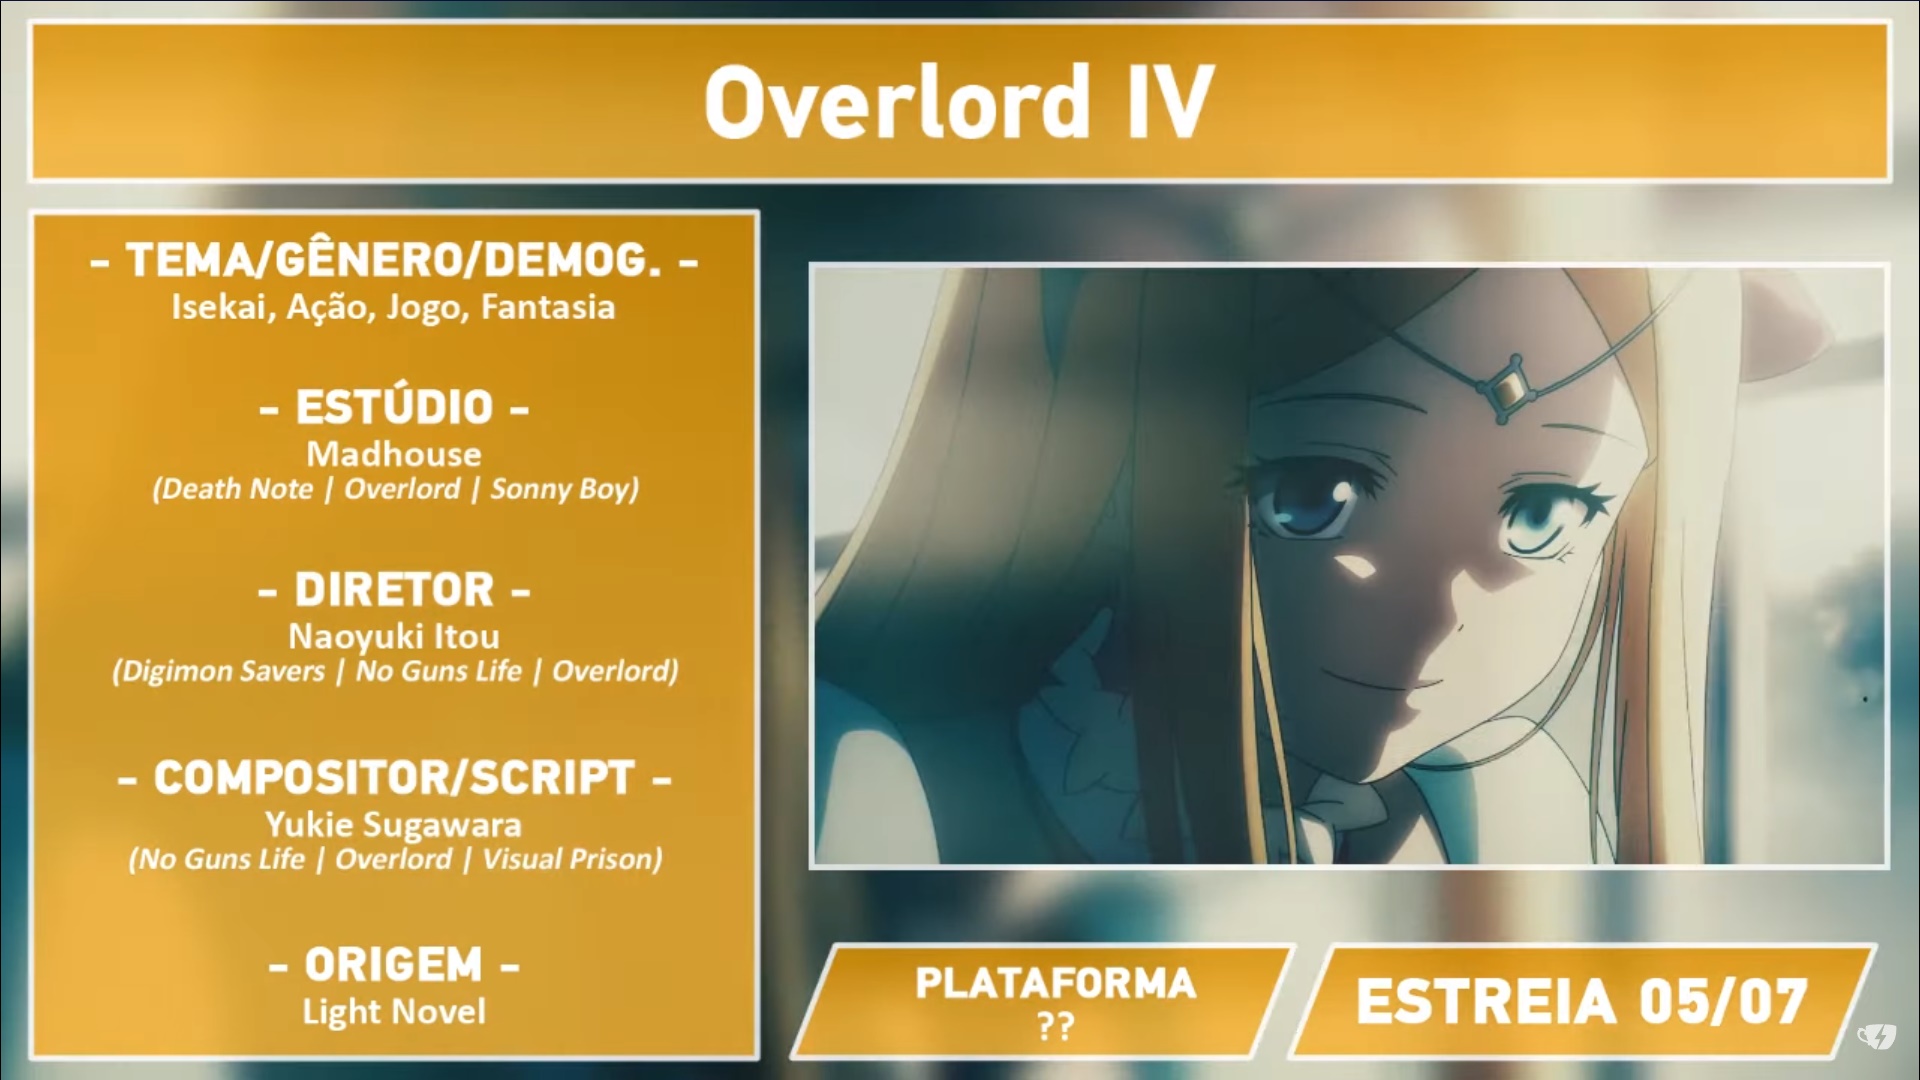 Overlord IV
- TEMA/GÊNERO/DEMOG. -
Isekai, Ação, Jogo, Fantasia
- ESTÚDIO -
Madhouse
(Death Note | Overlord | Sonny Boy)
- DIRETOR -
Naoyuki Itou
(Digimon Savers | No Guns Life | Overlord)
- COMPOSITOR/SCRIPT -
Yukie Sugawara
(No Guns Life | Overlord | Visual Prison)
- ORIGEM -
Light Novel
PLATAFORMA
??
ESTREIA 05/07